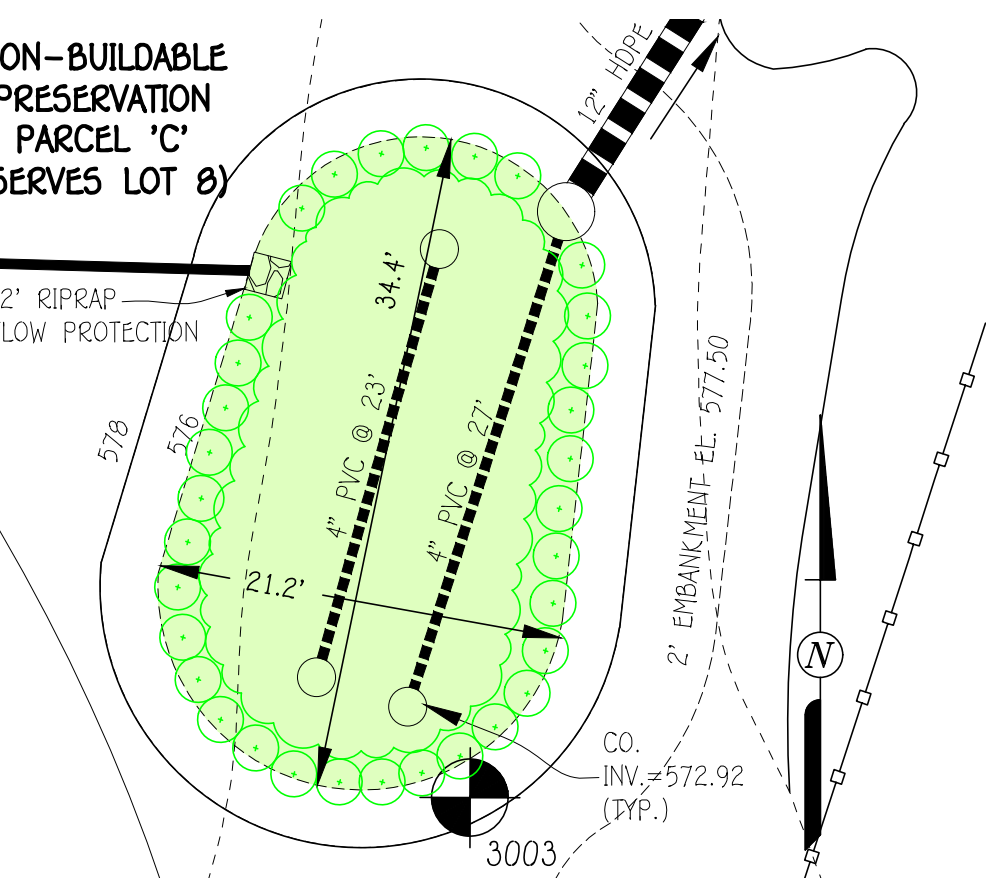 ON-BUILDABLE
PRESERVATION
PARCEL 'C'
SERVES LOT 8)
12" HDPE
34.4'
2' RIPRAP
LOW PROTECTION
578
576
4" PVC @ 23'
4" PVC @ 27'
2' EMBANKMENT EL. 577.50
21.2'
N
CO.
INV.=572.92
(TYP.)
3003